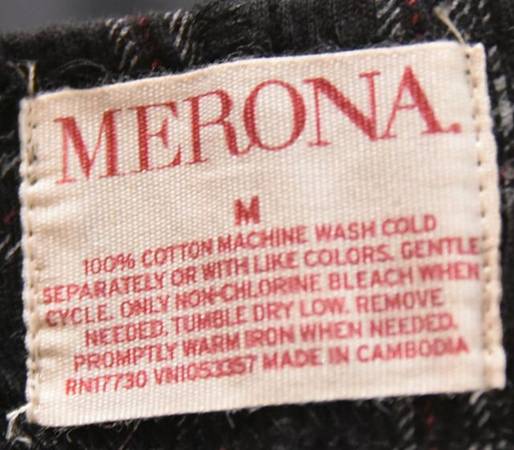 MERONA.
M
100% COTTON MACHINE WASH COLD
SEPARATELY OR WITH LIKE COLORS. GENTLE
CYCLE. ONLY NON-CHLORINE BLEACH WHEN
NEEDED. TUMBLE DRY LOW. REMOVE
PROMPTLY WARM IRON WHEN NEEDED.
RN17730 VN1053357 MADE IN CAMBODIA